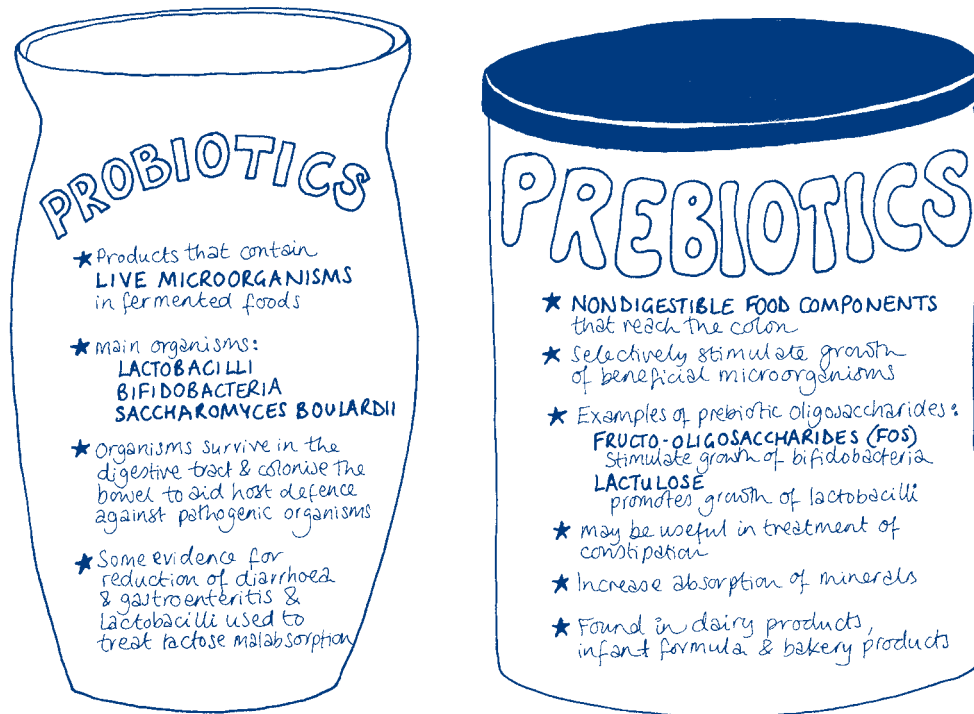 PROBIOTICS
★ Products that contain
LIVE MICROORGANISMS
in fermented foods
★ main organisms:
LACTOBACILLI
BIFIDOBACTERIA
SACCHAROMYCES BOULARDII
★ Organisms survive in the
digestive tract & colonise the
bowel to aid host defence
against pathogenic organisms
★ Some evidence for
reduction of diarrhoea
& gastroenteritis &
Lactobacilli used to
treat lactose malabsorption
PREBIOTICS
★ NONDIGESTIBLE FOOD COMPONENTS
that reach the colon
★ Selectively stimulate growth
of beneficial microorganisms
★ Examples of prebiotic oligosaccharides:
FRUCTO-OLIGOSACCHARIDES (FOS)
Stimulate growth of bifidobacteria
LACTULOSE
promotes growth of lactobacilli
★ may be useful in treatment of
constipation
★ Increase absorption of minerals
★ Found in dairy products,
infant formula & bakery products